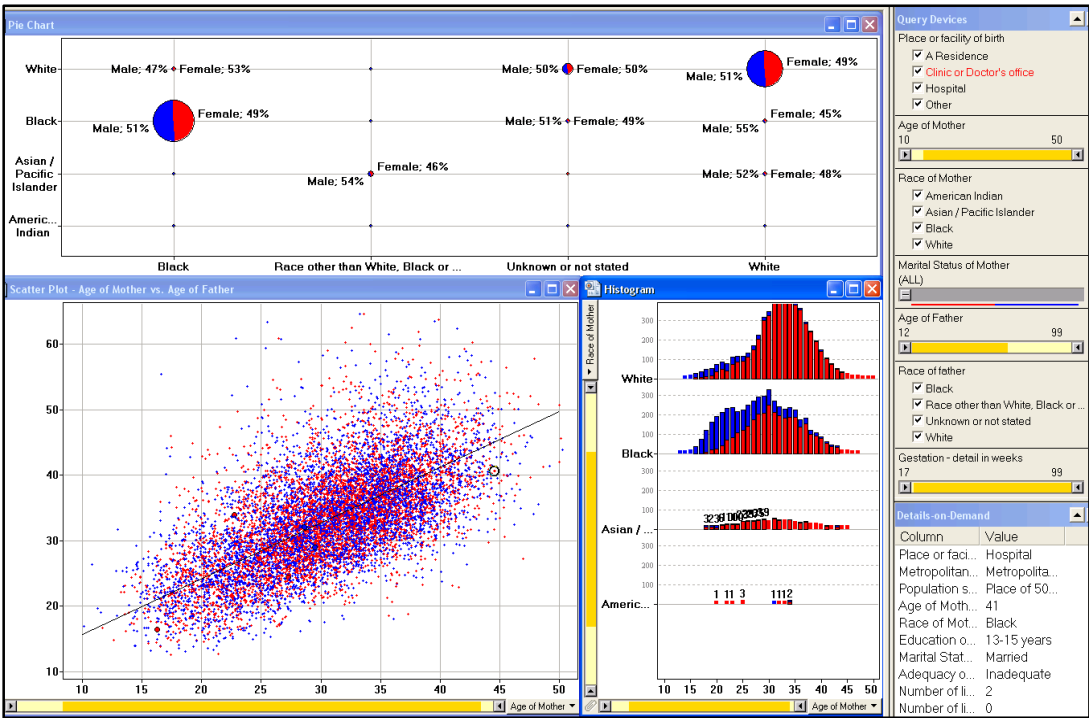 Pie Chart
White
Male; 47%
Female; 53%
Male; 50%
Female; 50%
Male; 51%
Female; 49%
Black
Male; 51%
Female; 49%
Male; 51%
Female; 49%
Male; 55%
Female; 45%
Asian /
Pacific
Islander
Male; 54%
Female; 46%
Male; 52%
Female; 48%
Americ...
Indian
Black
Race other than White, Black or ...
Unknown or not stated
White
Scatter Plot - Age of Mother vs. Age of Father
60
50
40
30
20
10
10 15 20 25 30 35 40 45 50
Age of Mother
Histogram
Race of Mother
300
200
100
White
300
200
100
Black
300
200
100
Asian / ...
300
200
100
Americ...
1 11 3 1112
10 15 20 25 30 35 40 45 50
Age of Mother
Query Devices
Place or facility of birth
A Residence
Clinic or Doctor's office
Hospital
Other
Age of Mother
10 50
Race of Mother
American Indian
Asian / Pacific Islander
Black
White
Marital Status of Mother
(ALL)
Age of Father
12 99
Race of father
Black
Race other than White, Black or ...
Unknown or not stated
White
Gestation - detail in weeks
17 99
Details-on-Demand
Column Value
Place or faci... Hospital
Metropolitan... Metropolita...
Population s... Place of 50...
Age of Moth... 41
Race of Mot... Black
Education o... 13-15 years
Marital Stat... Married
Adequacy o... Inadequate
Number of li... 2
Number of li... 0